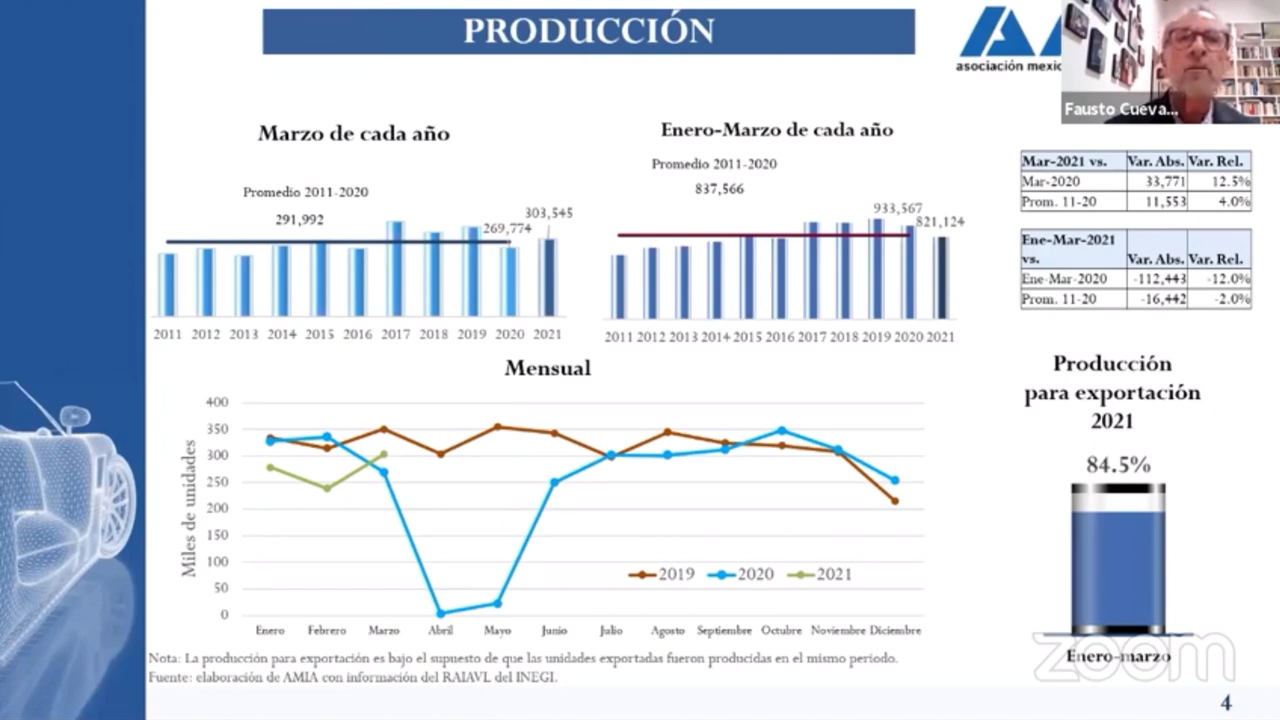 PRODUCCIÓN
asociación mexic
Fausto Cueva...
Marzo de cada año
Promedio 2011-2020
291,992
269,774
303,545
2011 2012 2013 2014 2015 2016 2017 2018 2019 2020 2021
Enero-Marzo de cada año
Promedio 2011-2020
837,566
933,567
821,124
2011 2012 2013 2014 2015 2016 2017 2018 2019 2020 2021
Mar-2021 vs. Var. Abs. Var. Rel.
Mar-2020 33,771 12.5%
Prom. 11-20 11,553 4.0%
Ene-Mar-2021
vs. Var. Abs. Var. Rel.
Ene-Mar-2020 -112,443 -12.0%
Prom. 11-20 -16,442 -2.0%
Mensual
Miles de unidades
400
350
300
250
200
150
100
50
0
2019 2020 2021
Enero Febrero Marzo Abril Mayo Junio Julio Agosto Septiembre Octubre Noviembre Diciembre
Producción
para exportación
2021
84.5%
Enero-marzo
zoom
Nota: La producción para exportación es bajo el supuesto de que las unidades exportadas fueron producidas en el mismo periodo.
Fuente: elaboración de AMIA con información del RAIAVL del INEGI.
4